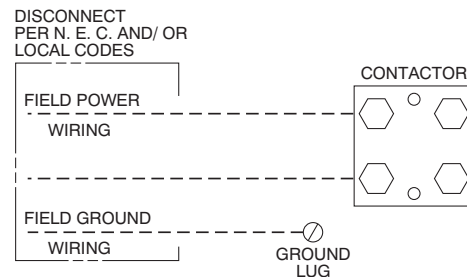 DISCONNECT
PER N. E. C. AND/ OR
LOCAL CODES
CONTACTOR
FIELD POWER
WIRING
FIELD GROUND
WIRING
GROUND
LUG